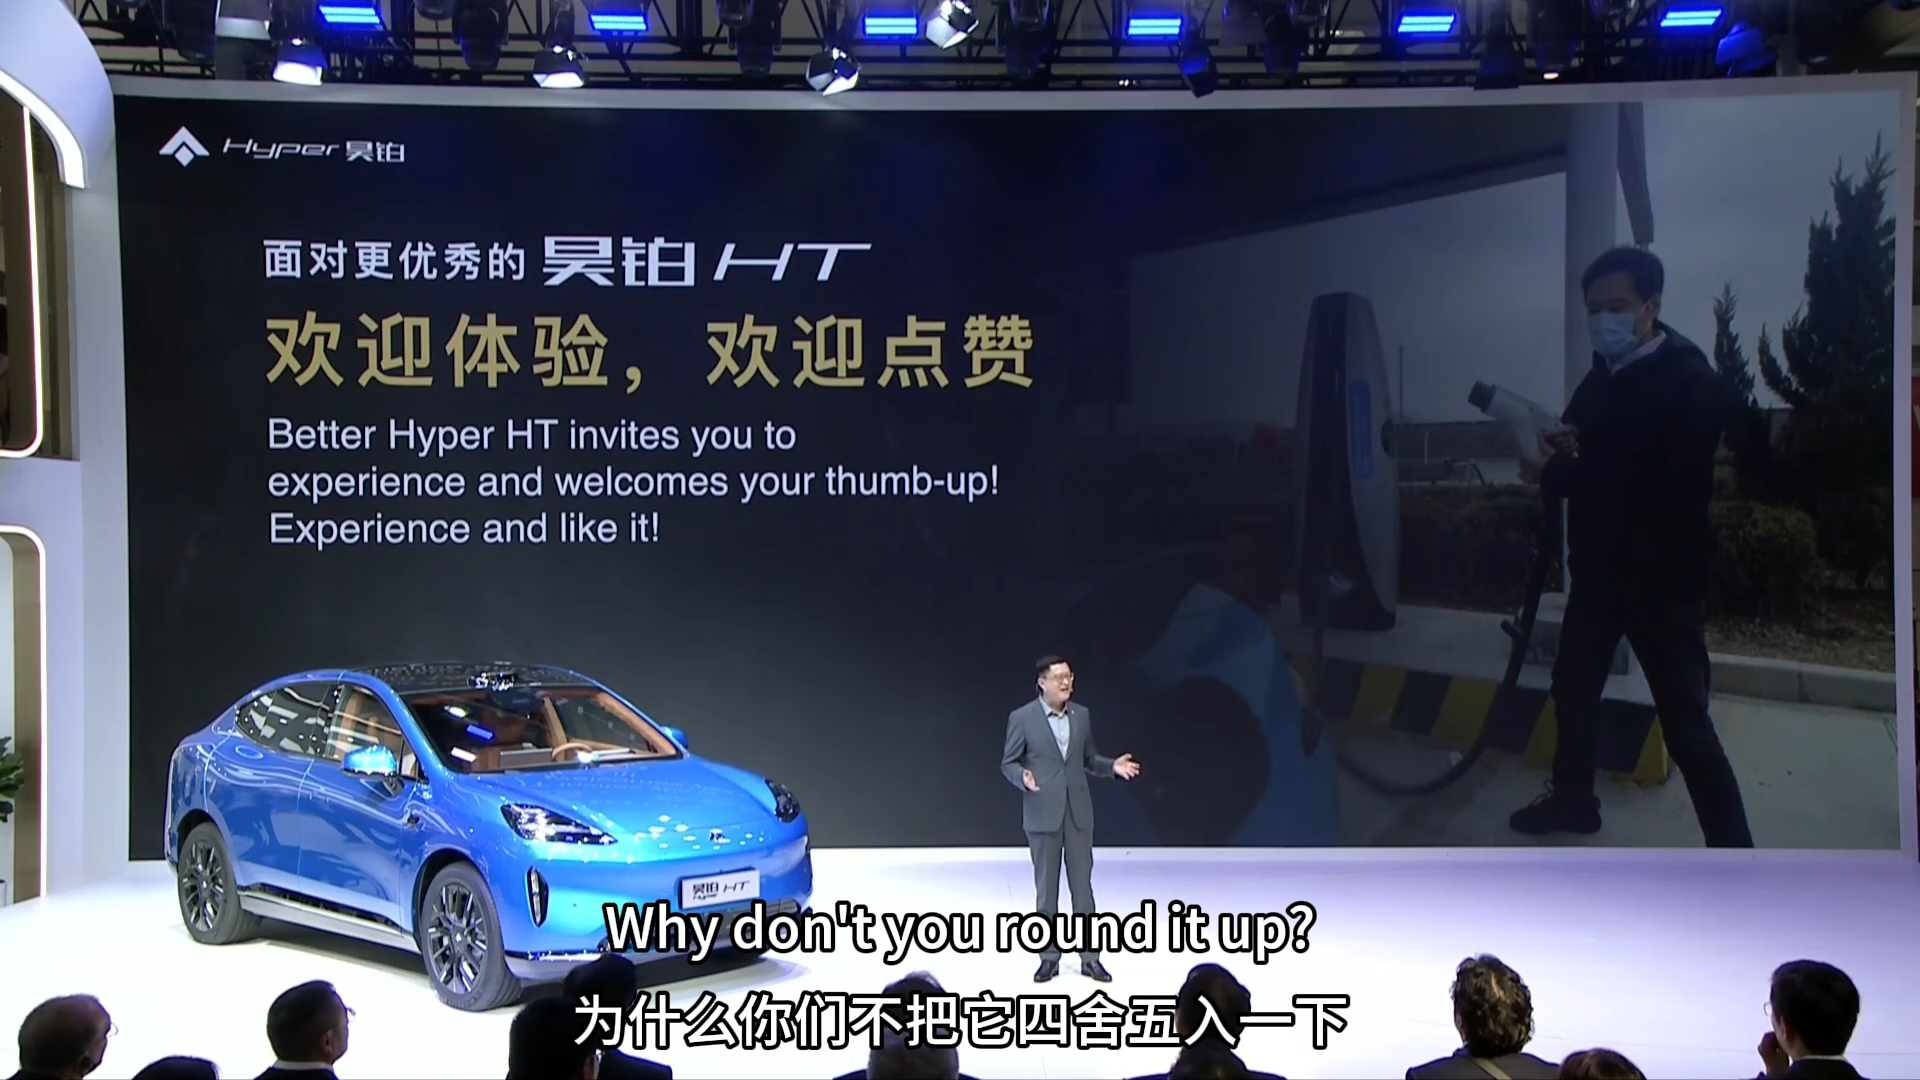 Hyper 昊铂
面对更优秀的 昊铂 HT
欢迎体验，欢迎点赞
Better Hyper HT invites you to
experience and welcomes your thumb-up!
Experience and like it!
昊铂 HT
Hyper
Why don't you round it up?
为什么你们不把它四舍五入一下